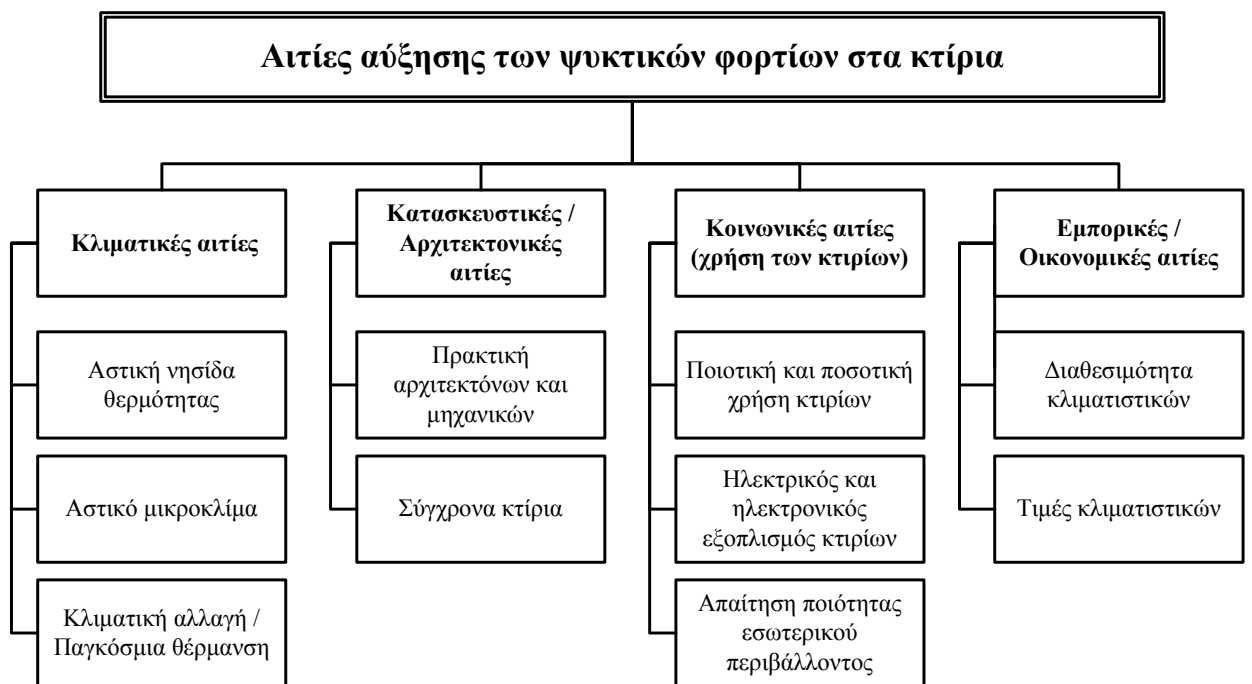 Αιτίες αύξησης των ψυκτικών φορτίων στα κτίρια
Κλιματικές αιτίες
Αστική νησίδα
θερμότητας
Αστικό μικροκλίμα
Κλιματική αλλαγή /
Παγκόσμια θέρμανση
Κατασκευστικές /
Αρχιτεκτονικές
αιτίες
Πρακτική
αρχιτεκτόνων και
μηχανικών
Σύγχρονα κτίρια
Κοινωνικές αιτίες
(χρήση των κτιρίων)
Ποιοτική και ποσοτική
χρήση κτιρίων
Ηλεκτρικός και
ηλεκτρονικός
εξοπλισμός κτιρίων
Απαίτηση ποιότητας
εσωτερικού
περιβάλλοντος
Εμπορικές /
Οικονομικές αιτίες
Διαθεσιμότητα
κλιματιστικών
Τιμές κλιματιστικών